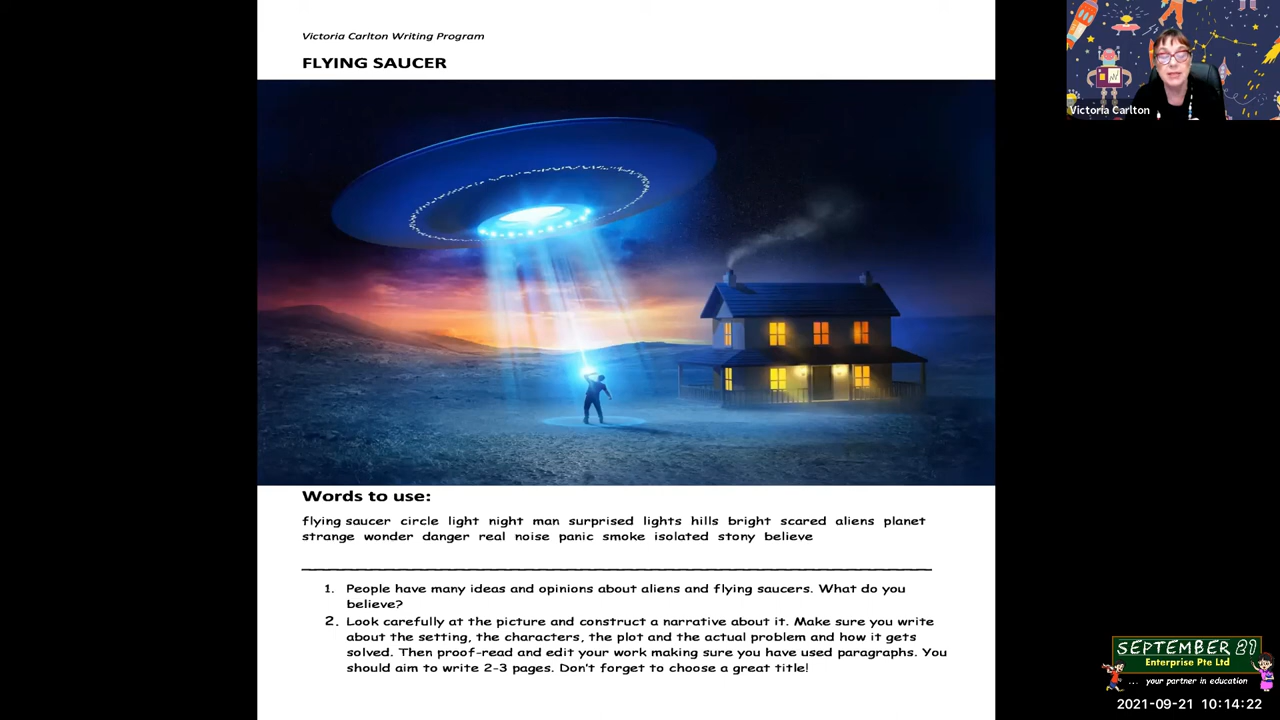 Victoria Carlton Writing Program
FLYING SAUCER
Victoria Carlton
Words to use:
flying saucer circle light night man surprised lights hills bright scared aliens planet
strange wonder danger real noise panic smoke isolated stony believe
1. People have many ideas and opinions about aliens and flying saucers. What do you
believe?
2. Look carefully at the picture and construct a narrative about it. Make sure you write
about the setting, the characters, the plot and the actual problem and how it gets
solved. Then proof-read and edit your work making sure you have used paragraphs. You
should aim to write 2-3 pages. Don't forget to choose a great title!
SEPTEMBER 21
Enterprise Pte Ltd
... your partner in education
2021-09-21 10:14:22